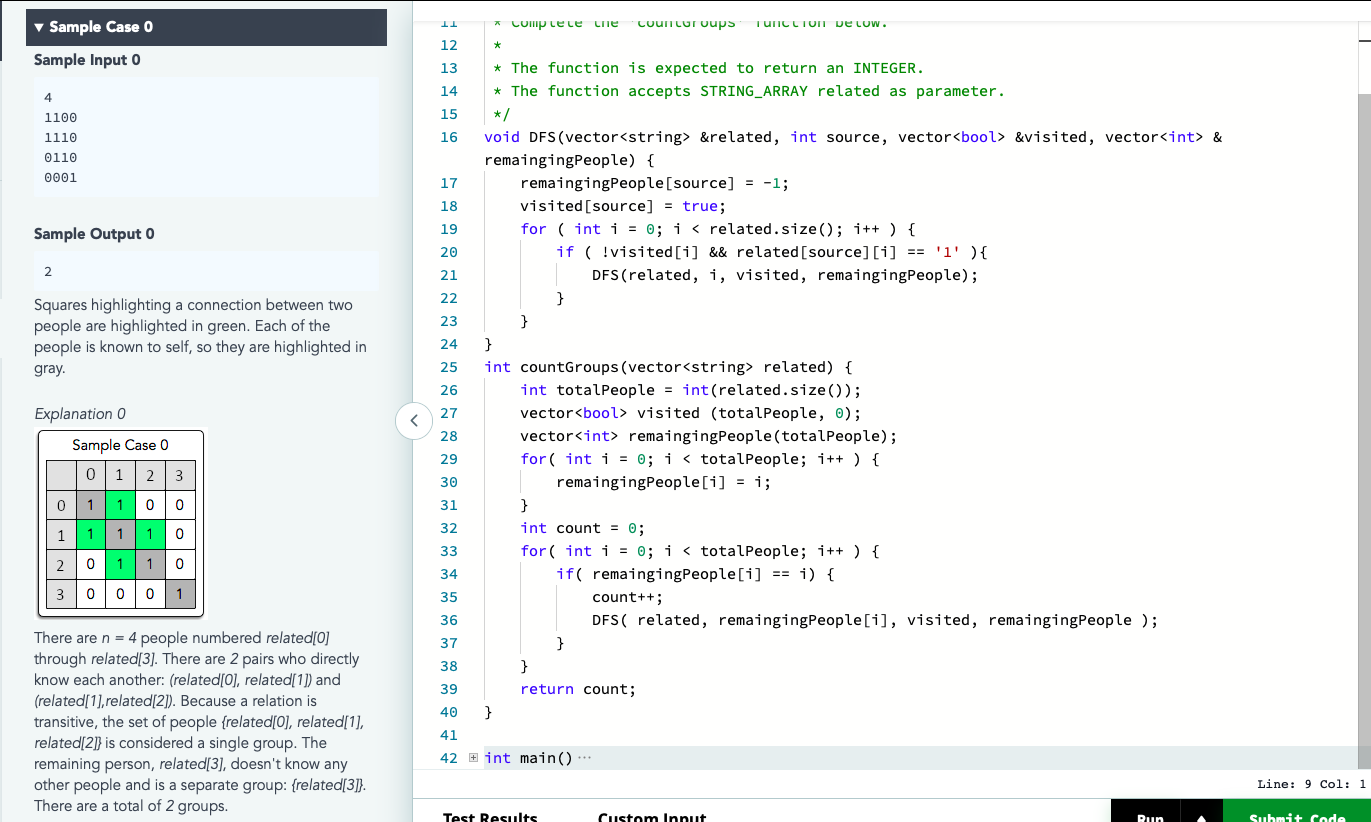 ▼ Sample Case 0
Sample Input 0
4
1100
1110
0110
0001
Sample Output 0
2
Squares highlighting a connection between two
people are highlighted in green. Each of the
people is known to self, so they are highlighted in
gray.
Explanation 0
Sample Case 0
0 1 2 3
0 1 1 0 0
1 1 1 1 0
2 0 1 1 0
3 0 0 0 1
There are n = 4 people numbered related[0]
through related[3]. There are 2 pairs who directly
know each another: (related[0], related[1]) and
(related[1],related[2]). Because a relation is
transitive, the set of people {related[0], related[1],
related[2]} is considered a single group. The
remaining person, related[3], doesn't know any
other people and is a separate group: {related[3]}.
There are a total of 2 groups.
11 * Complete the 'countGroups' function below.
12 *
13 * The function is expected to return an INTEGER.
14 * The function accepts STRING_ARRAY related as parameter.
15 */
16 void DFS(vector<string> &related, int source, vector<bool> &visited, vector<int> &
remaingingPeople) {
17 remaingingPeople[source] = -1;
18 visited[source] = true;
19 for ( int i = 0; i < related.size(); i++ ) {
20 if ( !visited[i] && related[source][i] == '1' ){
21 DFS(related, i, visited, remaingingPeople);
22 }
23 }
24 }
25 int countGroups(vector<string> related) {
26 int totalPeople = int(related.size());
27 vector<bool> visited (totalPeople, 0);
28 vector<int> remaingingPeople(totalPeople);
29 for( int i = 0; i < totalPeople; i++ ) {
30 remaingingPeople[i] = i;
31 }
32 int count = 0;
33 for( int i = 0; i < totalPeople; i++ ) {
34 if( remaingingPeople[i] == i) {
35 count++;
36 DFS( related, remaingingPeople[i], visited, remaingingPeople );
37 }
38 }
39 return count;
40 }
41
42 int main() ···
Line: 9 Col: 1
Test Results Custom Input Run Submit Code